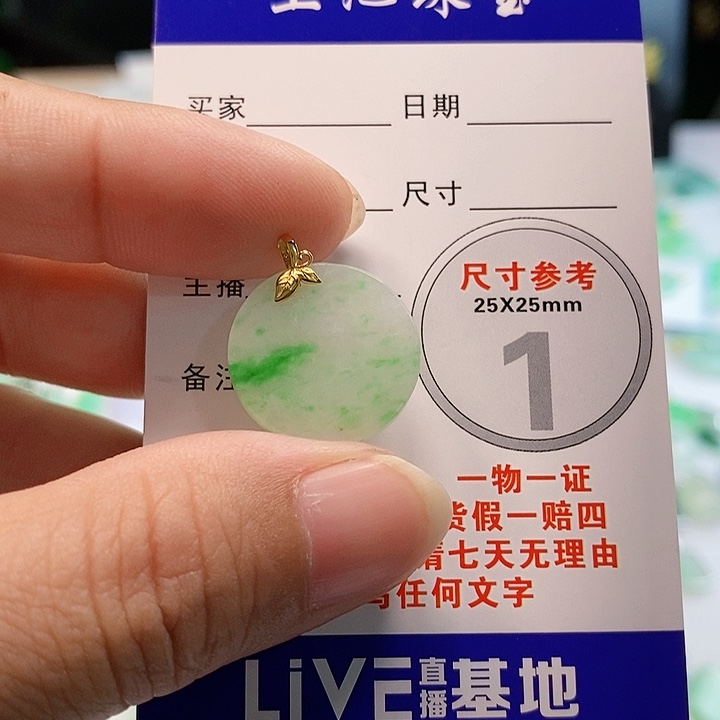 买家 日期
尺寸
主播
备注
尺寸参考
25X25mm
1
一物一证
货假一赔四
七天无理由
任何文字
LiVE直播基地